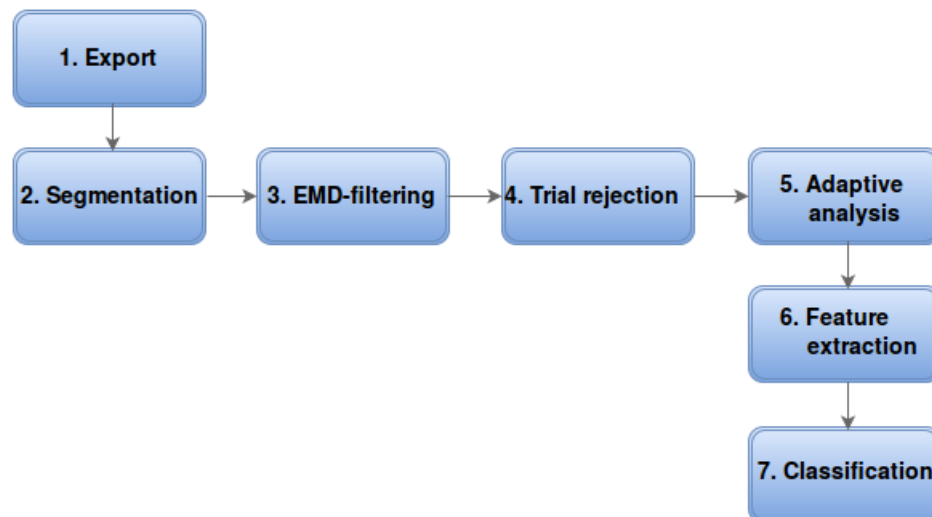 1. Export
2. Segmentation
3. EMD-filtering
4. Trial rejection
5. Adaptive
analysis
6. Feature
extraction
7. Classification